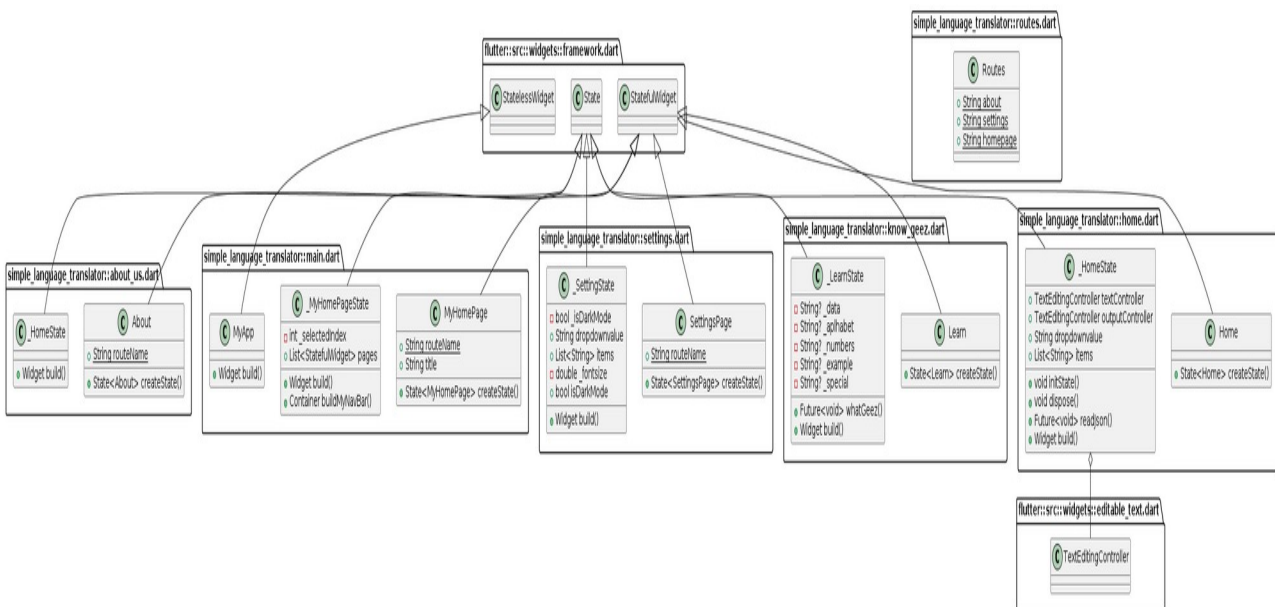 simple_language_translator::routes.dart
C Routes
String about
String settings
String homepage
flutter::src::widgets::framework.dart
C StatelessWidget
C State
C StatefulWidget
simple_language_translator::about_us.dart
C _HomeState
Widget build()
C About
String routeName
State<About> createState()
simple_language_translator::main.dart
C MyApp
Widget build()
C _MyHomePageState
int _selectedIndex
List<StatefulWidget> pages
Widget build()
Container buildMyNavBar()
C MyHomePage
String routeName
String title
State<MyHomePage> createState()
simple_language_translator::settings.dart
C _SettingState
bool _isDarkMode
String dropdownvalue
List<String> items
double _fontsize
bool isDarkMode
Widget build()
C SettingsPage
String routeName
State<SettingsPage> createState()
simple_language_translator::know_geez.dart
C _LearnState
String? _data
String? _aplhabet
String? _numbers
String? _example
String? _special
Future<void> whatGeez()
Widget build()
C Learn
State<Learn> createState()
simple_language_translator::home.dart
C _HomeState
TextEditingController textController
TextEditingController outputController
String dropdownvalue
List<String> items
void initState()
void dispose()
Future<void> readJson()
Widget build()
C Home
State<Home> createState()
flutter::src::widgets::editable_text.dart
C TextEditingController